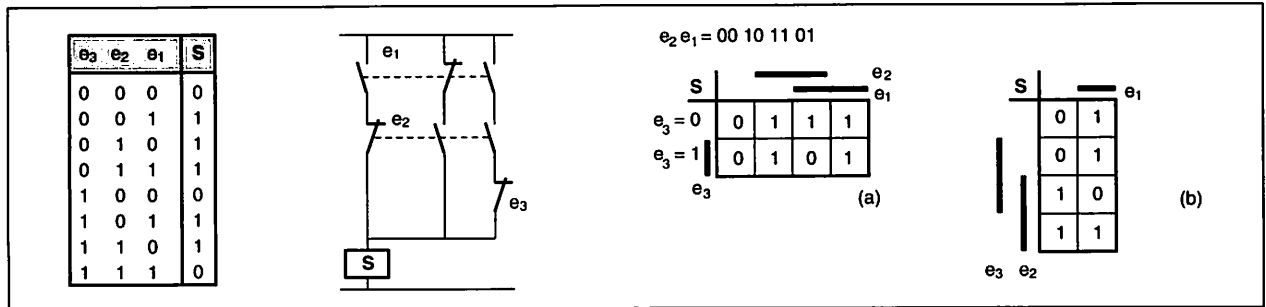 e3 e2 e1 S
0 0 0 0
0 0 1 1
0 1 0 1
0 1 1 1
1 0 0 0
1 0 1 1
1 1 0 1
1 1 1 0
e1
e2
e3
S
e2 e1 = 00 10 11 01
S
e2
e1
e3 = 0 0 1 1 1
e3 = 1 0 1 0 1
e3
(a)
S
e1
0 1
0 1
1 0
1 1
e3 e2
(b)